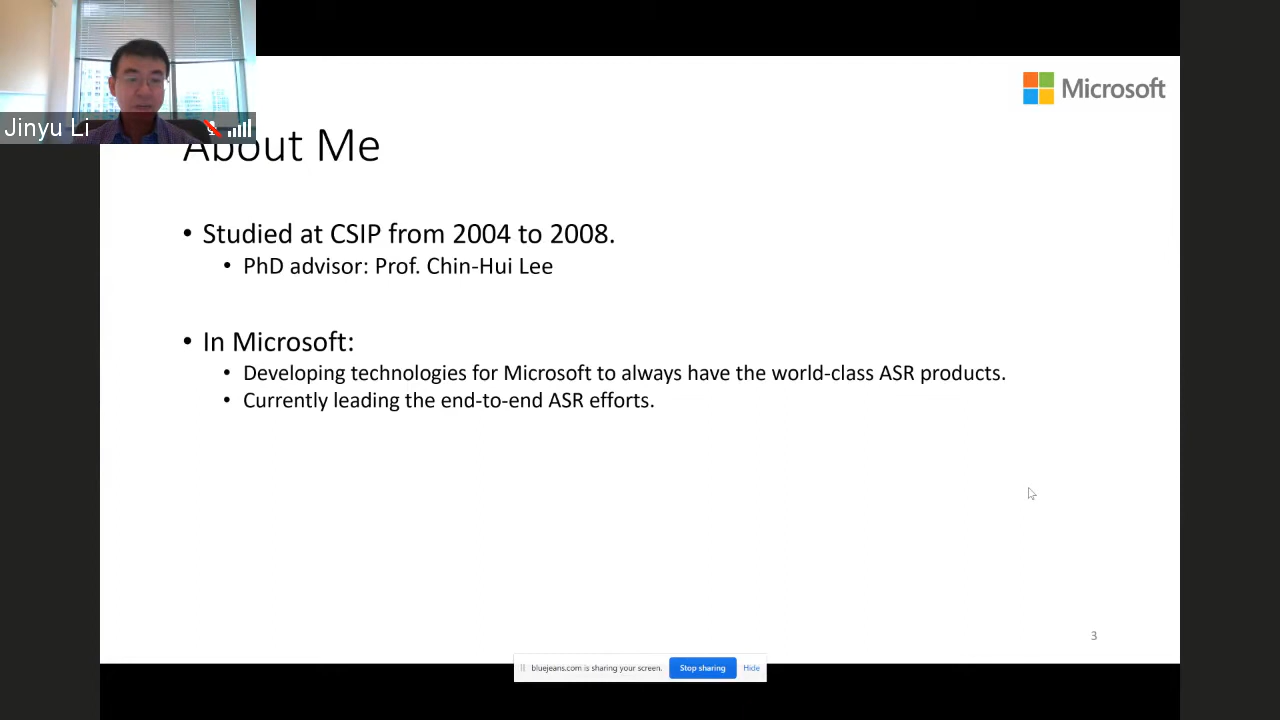 Microsoft
Jinyu Li
About Me
• Studied at CSIP from 2004 to 2008.
• PhD advisor: Prof. Chin-Hui Lee
• In Microsoft:
• Developing technologies for Microsoft to always have the world-class ASR products.
• Currently leading the end-to-end ASR efforts.
3
bluejeans.com is sharing your screen. Stop sharing Hide